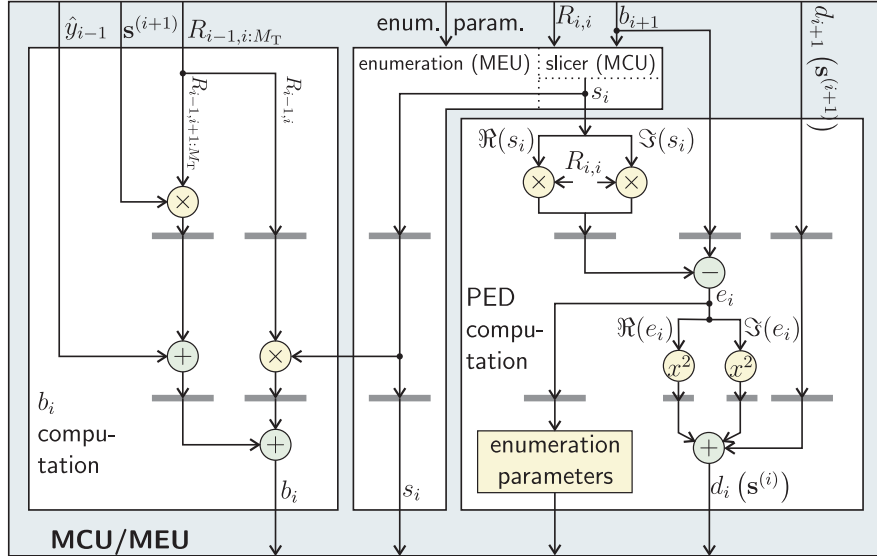 ŷ_{i−1} 𝐬^{(i+1)} R_{i−1,i:M_T} enum. param. R_{i,i} b_{i+1} d_{i+1} (𝐬^{(i+1)})
enumeration (MEU) slicer (MCU)
R_{i−1,i+1:M_T} R_{i−1,i} s_i
ℜ(s_i) ℑ(s_i)
R_{i,i}
× × ×
−
e_i
PED
compu-
tation
ℜ(e_i) ℑ(e_i)
+ × x² x²
b_i
compu-
tation
+ +
enumeration
parameters
b_i s_i d_i (𝐬^{(i)})
MCU/MEU